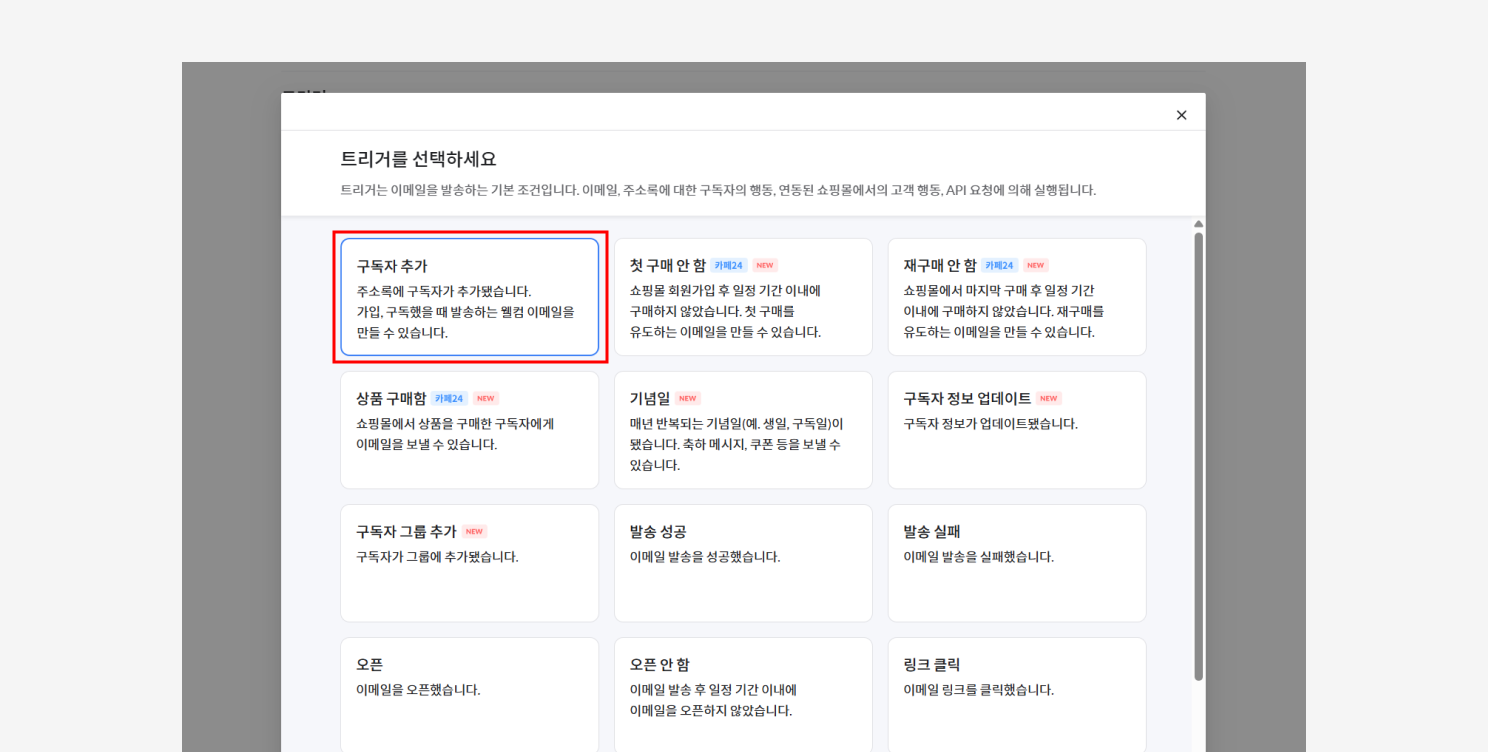 트리거를 선택하세요
트리거는 이메일을 발송하는 기본 조건입니다. 이메일, 주소록에 대한 구독자의 행동, 연동된 쇼핑몰에서의 고객 행동, API 요청에 의해 실행됩니다.
구독자 추가
주소록에 구독자가 추가됐습니다.
가입, 구독했을 때 발송하는 웰컴 이메일을
만들 수 있습니다.
첫 구매 안 함 카페24 NEW
쇼핑몰 회원가입 후 일정 기간 이내에
구매하지 않았습니다. 첫 구매를
유도하는 이메일을 만들 수 있습니다.
재구매 안 함 카페24 NEW
쇼핑몰에서 마지막 구매 후 일정 기간
이내에 구매하지 않았습니다. 재구매를
유도하는 이메일을 만들 수 있습니다.
상품 구매함 카페24 NEW
쇼핑몰에서 상품을 구매한 구독자에게
이메일을 보낼 수 있습니다.
기념일 NEW
매년 반복되는 기념일(예. 생일, 구독일)이
됐습니다. 축하 메시지, 쿠폰 등을 보낼 수
있습니다.
구독자 정보 업데이트 NEW
구독자 정보가 업데이트됐습니다.
구독자 그룹 추가 NEW
구독자가 그룹에 추가됐습니다.
발송 성공
이메일 발송을 성공했습니다.
발송 실패
이메일 발송을 실패했습니다.
오픈
이메일을 오픈했습니다.
오픈 안 함
이메일 발송 후 일정 기간 이내에
이메일을 오픈하지 않았습니다.
링크 클릭
이메일 링크를 클릭했습니다.